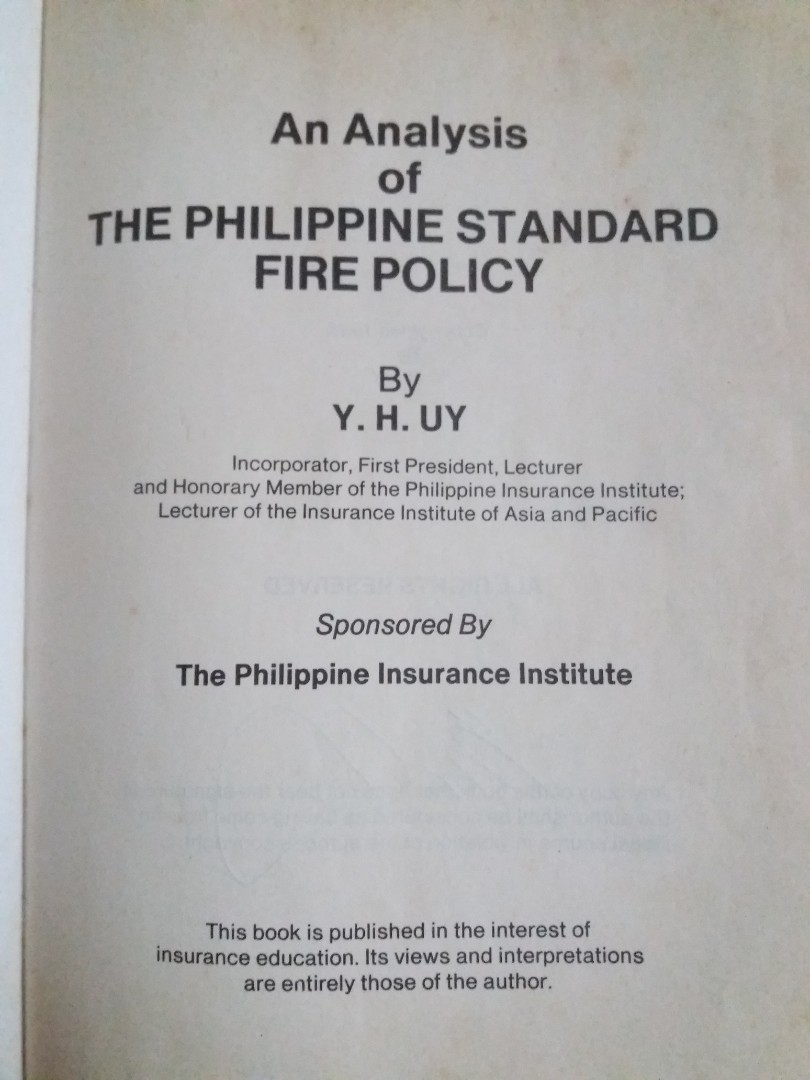 An Analysis
of
THE PHILIPPINE STANDARD
FIRE POLICY
By
Y. H. UY
Incorporator, First President, Lecturer
and Honorary Member of the Philippine Insurance Institute;
Lecturer of the Insurance Institute of Asia and Pacific
ALL RIGHTS RESERVED
Sponsored By
The Philippine Insurance Institute
This book is published in the interest of
insurance education. Its views and interpretations
are entirely those of the author.